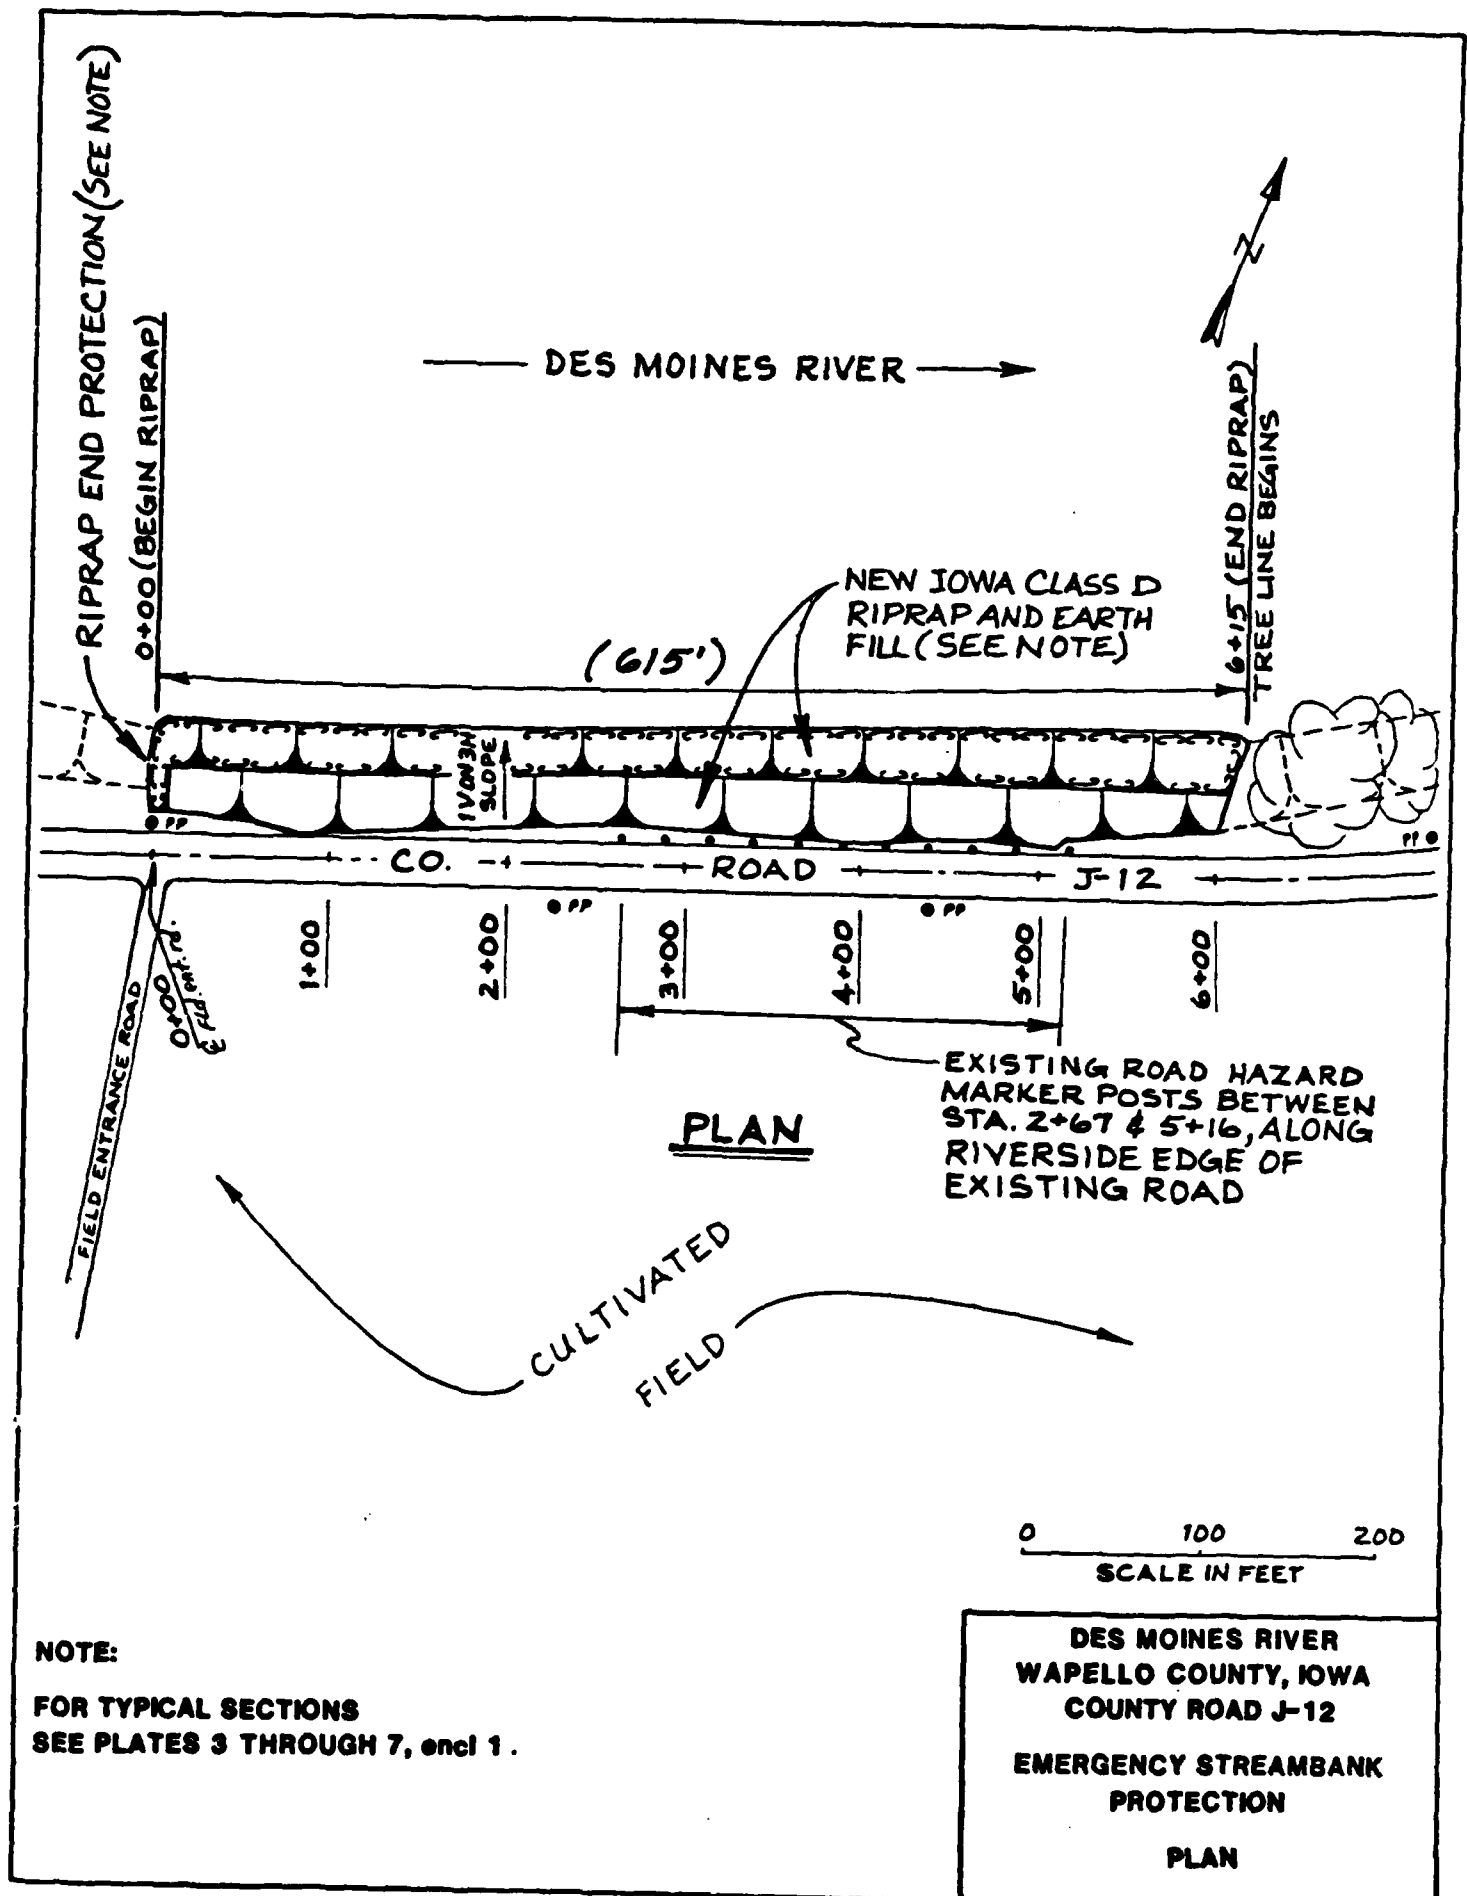 RIPRAP END PROTECTION (SEE NOTE)
0+00 (BEGIN RIPRAP)
DES MOINES RIVER
N
6+15 (END RIPRAP)
TREE LINE BEGINS
NEW IOWA CLASS D
RIPRAP AND EARTH
FILL (SEE NOTE)
(615')
1V ON 3H
SLOPE
PP
PP
CO. ROAD J-12
PP
PP
1+00
2+00
3+00
4+00
5+00
6+00
0+00
℄ Fld. ent. rd.
FIELD ENTRANCE ROAD
EXISTING ROAD HAZARD
MARKER POSTS BETWEEN
STA. 2+67 & 5+16, ALONG
RIVERSIDE EDGE OF
EXISTING ROAD
PLAN
CULTIVATED
FIELD
0 100 200
SCALE IN FEET
NOTE:
FOR TYPICAL SECTIONS
SEE PLATES 3 THROUGH 7, encl 1.
DES MOINES RIVER
WAPELLO COUNTY, IOWA
COUNTY ROAD J-12
EMERGENCY STREAMBANK
PROTECTION
PLAN